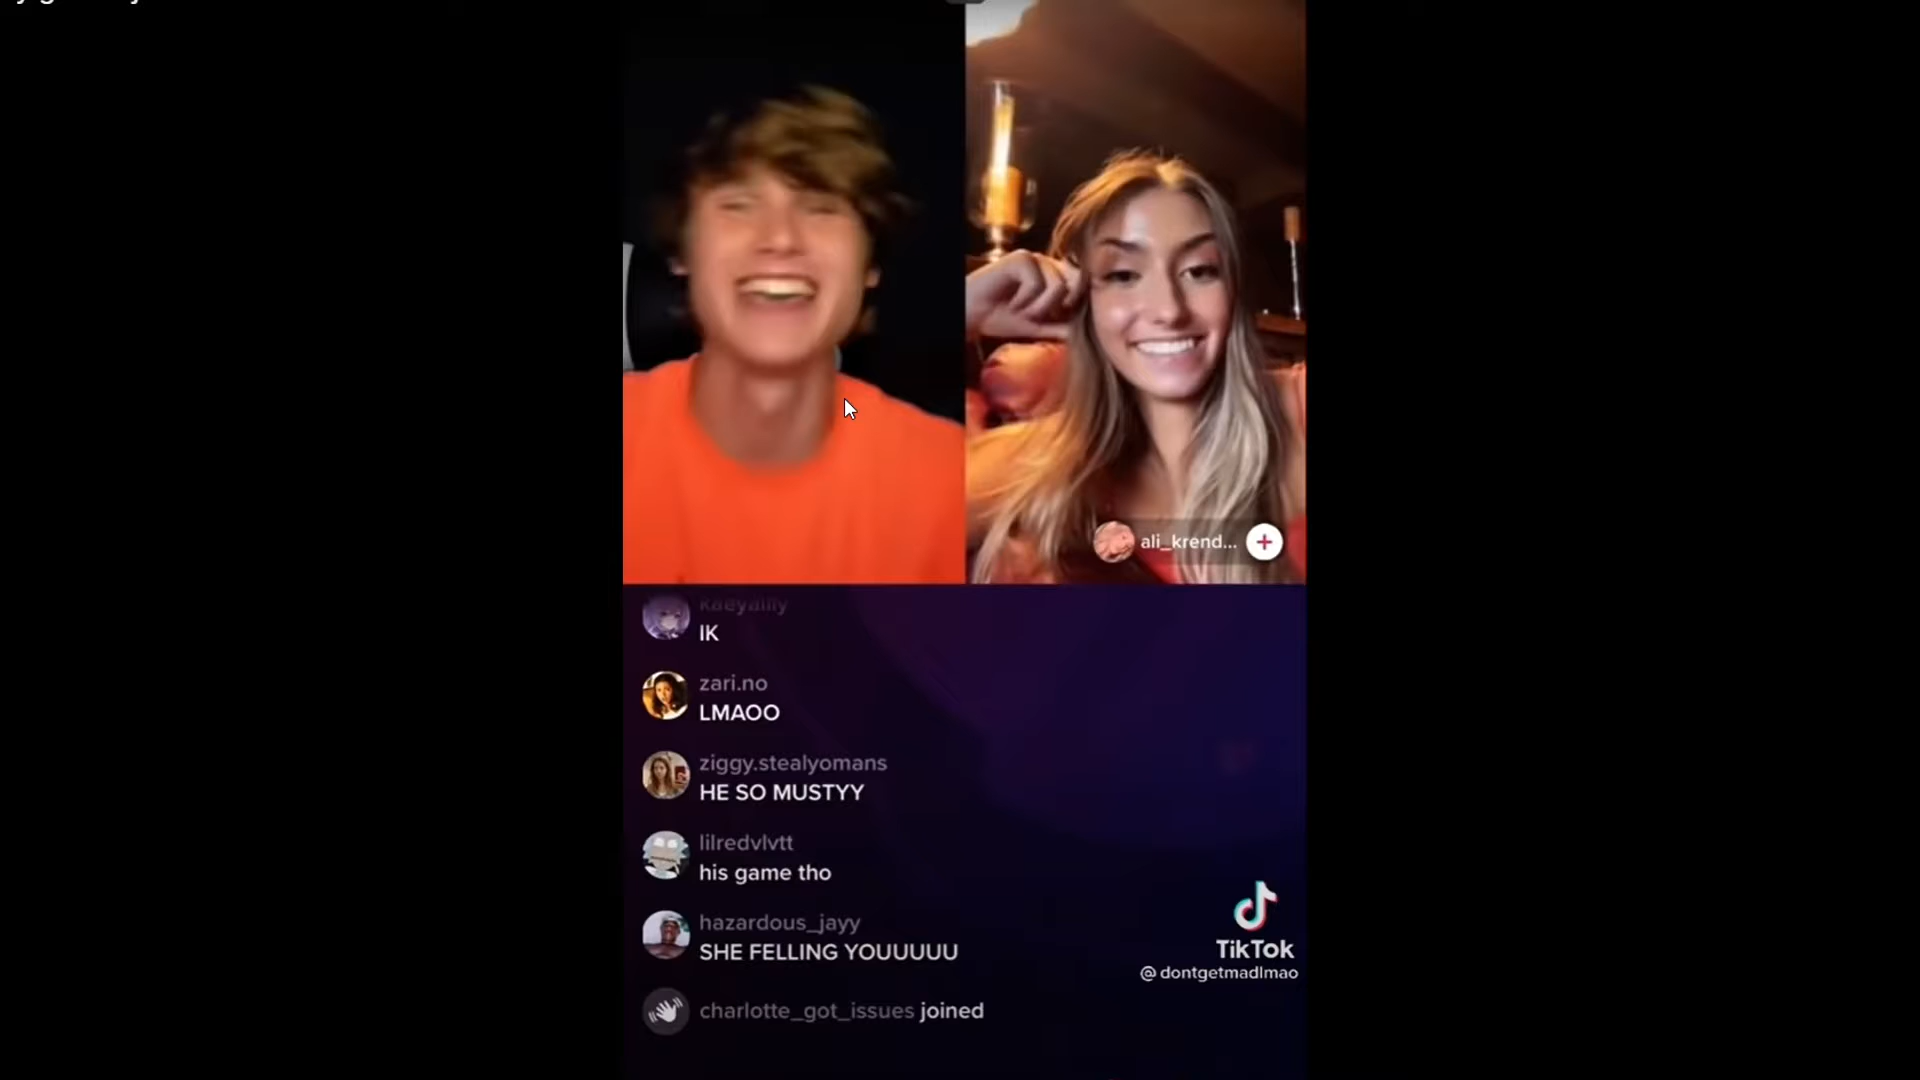 ali_krend...
kaeyallly
IK
zari.no
LMAOO
ziggy.stealyomans
HE SO MUSTYY
lilredvlvtt
his game tho
hazardous_jayy
SHE FELLING YOUUUUU
charlotte_got_issues joined
TikTok
@dontgetmadlmao